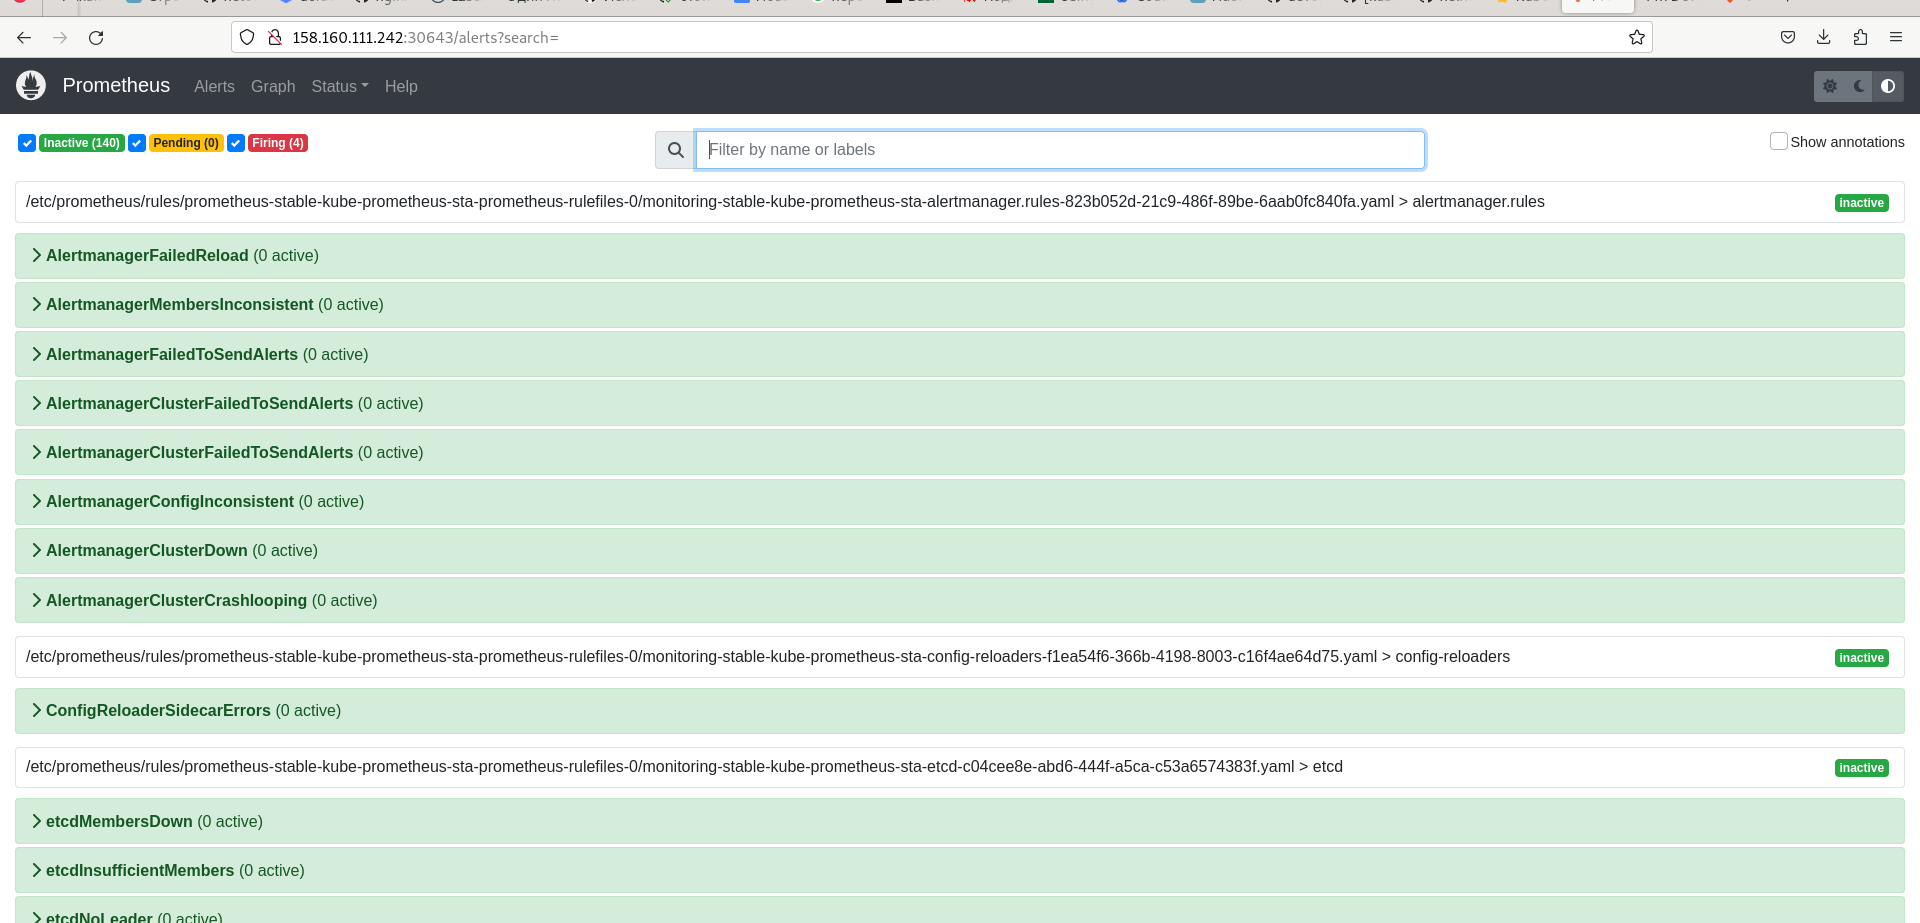 158.160.111.242:30643/alerts?search=
Prometheus Alerts Graph Status Help
Inactive (140) Pending (0) Firing (4) Filter by name or labels Show annotations
/etc/prometheus/rules/prometheus-stable-kube-prometheus-sta-prometheus-rulefiles-0/monitoring-stable-kube-prometheus-sta-alertmanager.rules-823b052d-21c9-486f-89be-6aab0fc840fa.yaml > alertmanager.rules inactive
AlertmanagerFailedReload (0 active)
AlertmanagerMembersInconsistent (0 active)
AlertmanagerFailedToSendAlerts (0 active)
AlertmanagerClusterFailedToSendAlerts (0 active)
AlertmanagerClusterFailedToSendAlerts (0 active)
AlertmanagerConfigInconsistent (0 active)
AlertmanagerClusterDown (0 active)
AlertmanagerClusterCrashlooping (0 active)
/etc/prometheus/rules/prometheus-stable-kube-prometheus-sta-prometheus-rulefiles-0/monitoring-stable-kube-prometheus-sta-config-reloaders-f1ea54f6-366b-4198-8003-c16f4ae64d75.yaml > config-reloaders inactive
ConfigReloaderSidecarErrors (0 active)
/etc/prometheus/rules/prometheus-stable-kube-prometheus-sta-prometheus-rulefiles-0/monitoring-stable-kube-prometheus-sta-etcd-c04cee8e-abd6-444f-a5ca-c53a6574383f.yaml > etcd inactive
etcdMembersDown (0 active)
etcdInsufficientMembers (0 active)
etcdNoLeader (0 active)